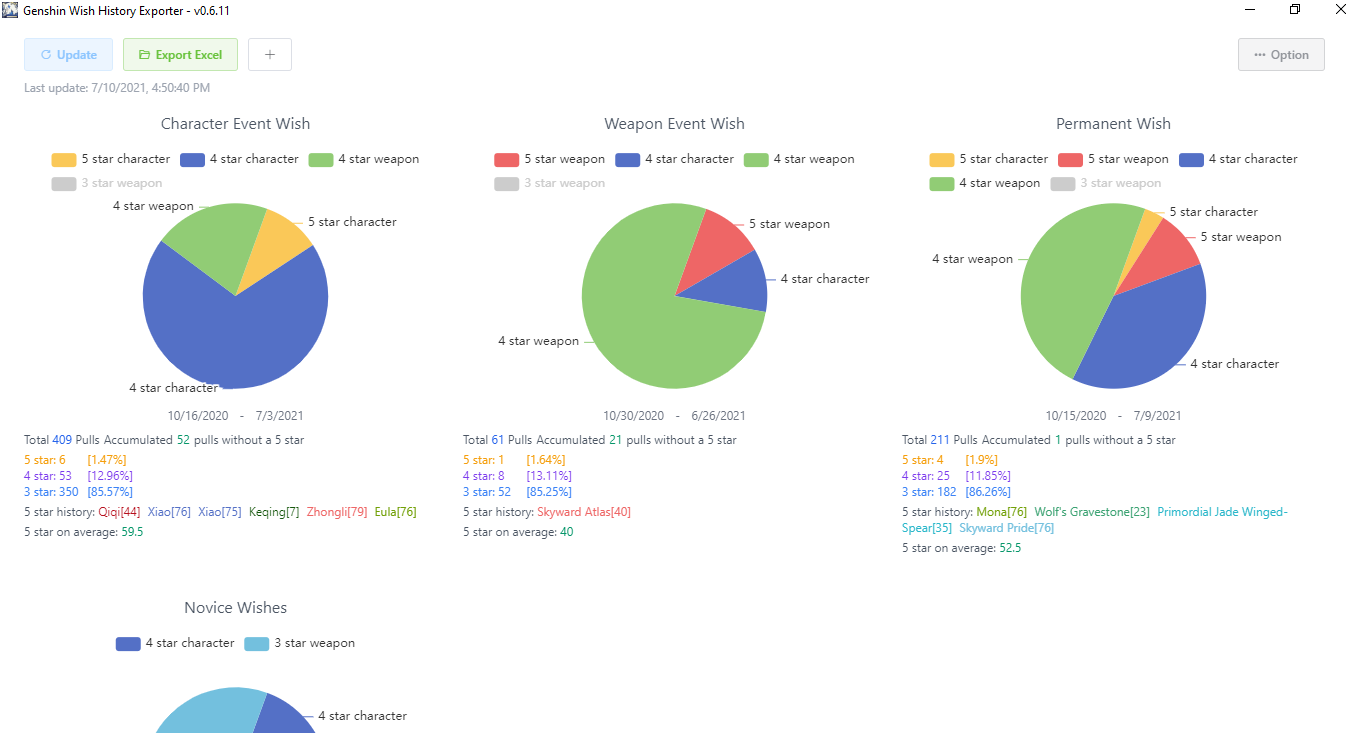 Genshin Wish History Exporter - v0.6.11
Update
Export Excel
+
··· Option
Last update: 7/10/2021, 4:50:40 PM
Character Event Wish
5 star character 4 star character 4 star weapon
3 star weapon
4 star weapon
5 star character
4 star character
10/16/2020 - 7/3/2021
Total 409 Pulls Accumulated 52 pulls without a 5 star
5 star: 6 [1.47%]
4 star: 53 [12.96%]
3 star: 350 [85.57%]
5 star history: Qiqi[44] Xiao[76] Xiao[75] Keqing[7] Zhongli[79] Eula[76]
5 star on average: 59.5
Weapon Event Wish
5 star weapon 4 star character 4 star weapon
3 star weapon
5 star weapon
4 star character
4 star weapon
10/30/2020 - 6/26/2021
Total 61 Pulls Accumulated 21 pulls without a 5 star
5 star: 1 [1.64%]
4 star: 8 [13.11%]
3 star: 52 [85.25%]
5 star history: Skyward Atlas[40]
5 star on average: 40
Permanent Wish
5 star character 5 star weapon 4 star character
4 star weapon 3 star weapon
5 star character
5 star weapon
4 star weapon
4 star character
10/15/2020 - 7/9/2021
Total 211 Pulls Accumulated 1 pulls without a 5 star
5 star: 4 [1.9%]
4 star: 25 [11.85%]
3 star: 182 [86.26%]
5 star history: Mona[76] Wolf's Gravestone[23] Primordial Jade Winged-
Spear[35] Skyward Pride[76]
5 star on average: 52.5
Novice Wishes
4 star character 3 star weapon
4 star character